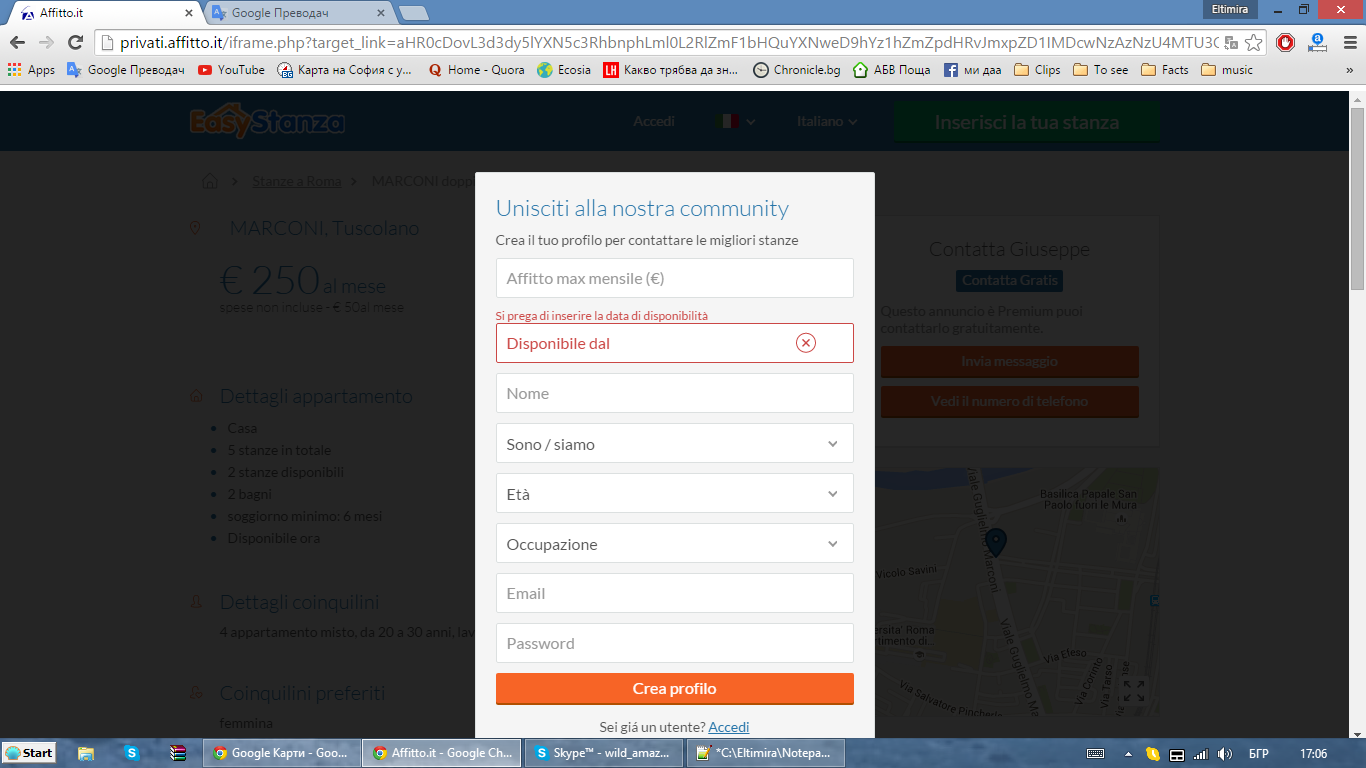 Affitto.it
Google Преводач
Eltimira
privati.affitto.it/iframe.php?target_link=
Apps
Google Преводач
YouTube
Карта на София с у...
Home - Quora
Ecosia
Какво трябва да зн...
Chronicle.bg
АБВ Поща
ми даа
Clips
To see
Facts
music
»
EasyStanza
Accedi
Italiano
Inserisci la tua stanza
Stanze a Roma
MARCONI dopp
MARCONI, Tuscolano
€ 250 al mese
spese non incluse - € 50al mese
Dettagli appartamento
Casa
5 stanze in totale
2 stanze disponibili
2 bagni
soggiorno minimo: 6 mesi
Disponibile ora
Dettagli coinquilini
4 appartamento misto, da 20 a 30 anni, lav
Coinquilini preferiti
femmina
Unisciti alla nostra community
Crea il tuo profilo per contattare le migliori stanze
Affitto max mensile (€)
Si prega di inserire la data di disponibilità
Disponibile dal
Nome
Sono / siamo
Età
Occupazione
Email
Password
Crea profilo
Sei giá un utente? Accedi
Contatta Giuseppe
Contatta Gratis
Questo annuncio è Premium puoi
contattarlo gratuitamente.
Invia messaggio
Vedi il numero di telefono
Basilica Papale San
Paolo fuori le Mura
Viale Guglielmo Marconi
Vicolo Savini
ersita' Roma
rtimento di...
Viale Guglielmo Marconi
Via Efeso
Via Corinto
Via Tarso
Via Salvatore Pincherle
Start
Google Карти - Goo...
Affitto.it - Google Ch...
Skype™ - wild_amaz...
*C:\Eltimira\Notepa...
БГР
17:06